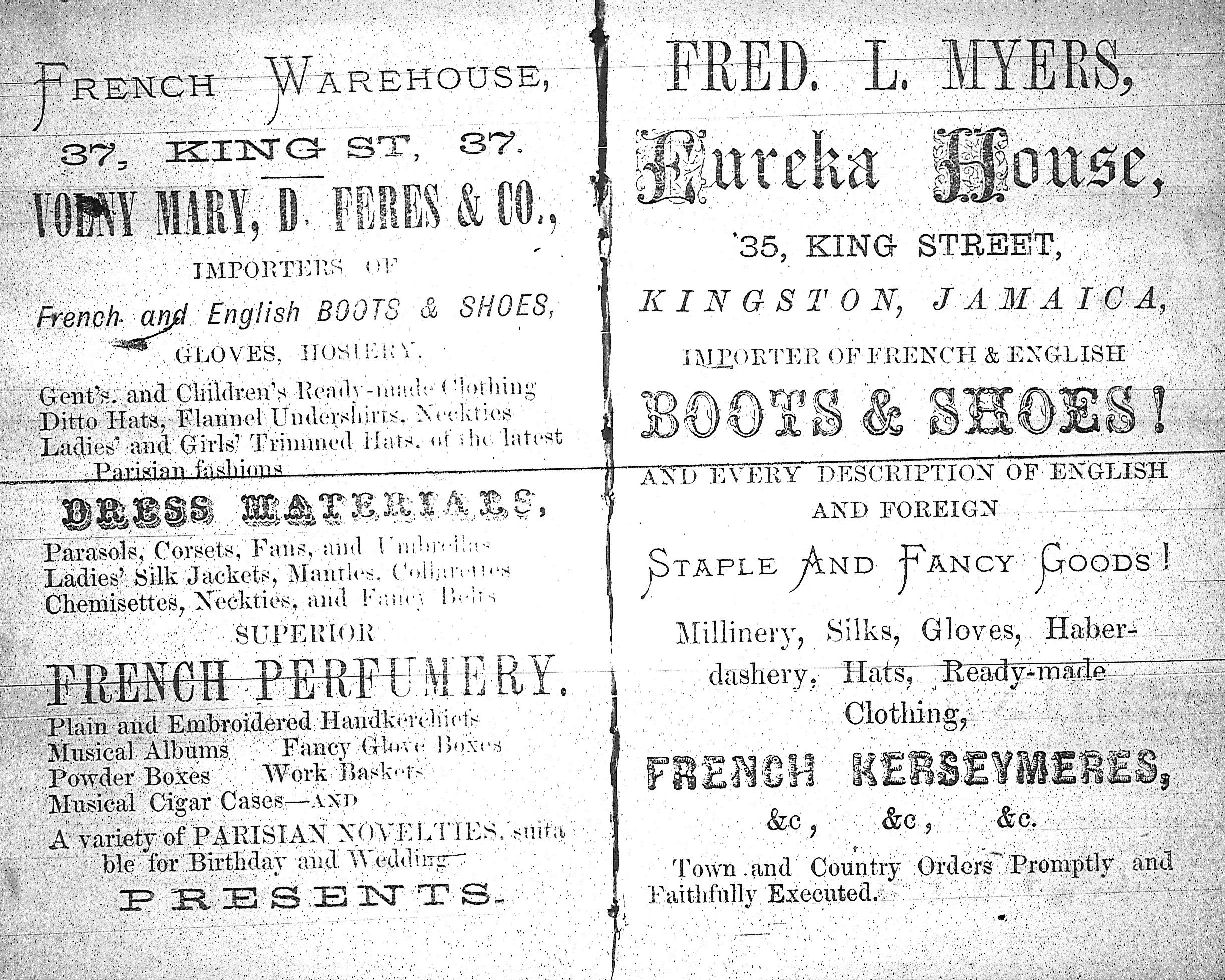 French Warehouse,
37, KING ST, 37.
VOLNY MARY, D. FERES & CO.,
IMPORTERS OF
French and English BOOTS & SHOES,
GLOVES, HOSIERY,
Gent's. and Children's Ready-made Clothing
Ditto Hats, Flannel Undershirts, Neckties
Ladies' and Girls' Trimmed Hats, of the latest
Parisian fashions
DRESS MATERIALS,
Parasols, Corsets, Fans, and Umbrellas
Ladies' Silk Jackets, Mantles, Collarettes
Chemisettes, Neckties, and Fancy Belts
SUPERIOR
FRENCH PERFUMERY.
Plain and Embroidered Handkerchiefs
Musical Albums Fancy Glove Boxes
Powder Boxes Work Baskets
Musical Cigar Cases—AND
A variety of PARISIAN NOVELTIES, suita
ble for Birthday and Wedding
PRESENTS.
FRED. L. MYERS,
Eureka House,
'35, KING STREET,
KINGSTON, JAMAICA,
IMPORTER OF FRENCH & ENGLISH
BOOTS & SHOES!
AND EVERY DESCRIPTION OF ENGLISH
AND FOREIGN
Staple And Fancy Goods!
Millinery, Silks, Gloves, Haber-
dashery, Hats, Ready-made
Clothing,
FRENCH KERSEYMERES,
&c, &c, &c.
Town and Country Orders Promptly and
Faithfully Executed.